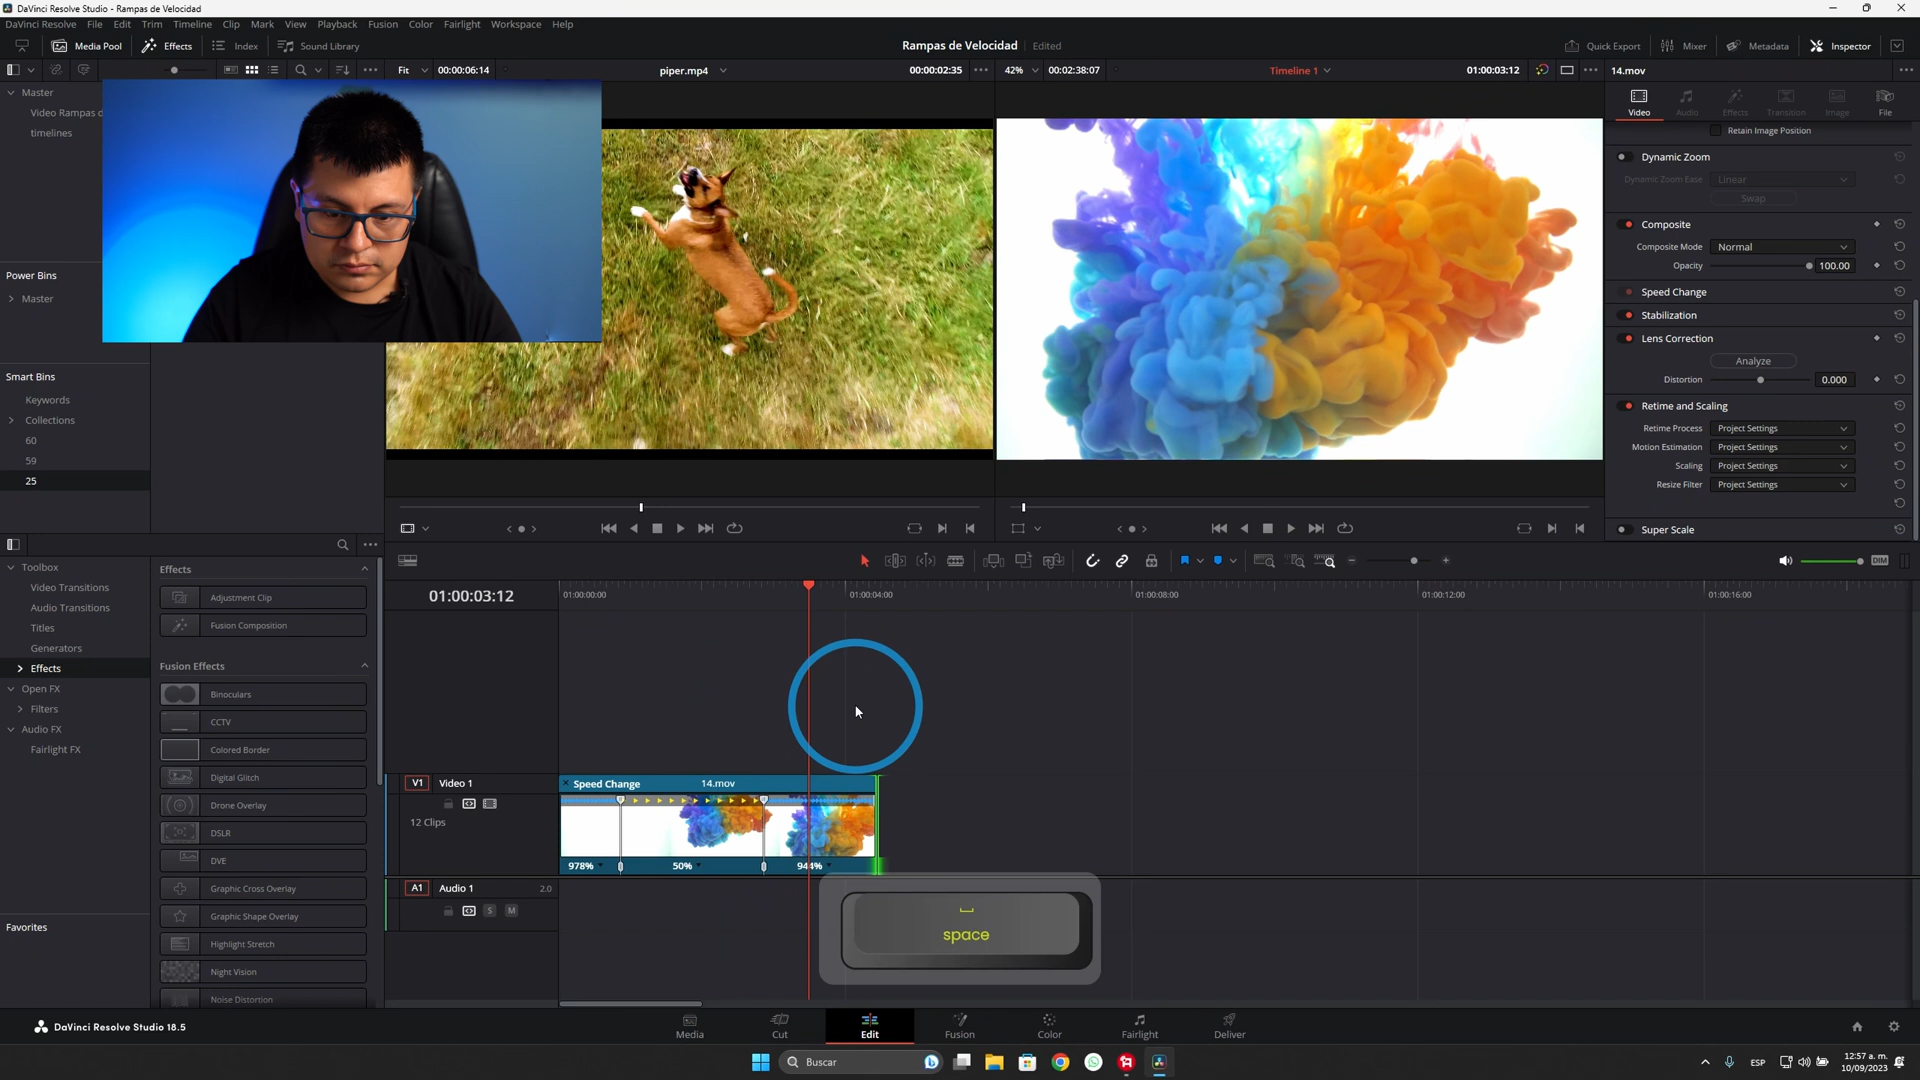 DaVinci Resolve Studio - Rampas de Velocidad
DaVinci Resolve File Edit Trim Timeline Clip Mark View Playback Fusion Color Fairlight Workspace Help
Media Pool Effects Index Sound Library
Rampas de Velocidad Edited
Quick Export Mixer Metadata Inspector
Fit 00:00:06:14 piper.mp4 00:00:02:35
42% 00:02:38:07 Timeline 1 01:00:03:12
14.mov
Master
Video Rampas d
timelines
Power Bins
Master
Smart Bins
Keywords
Collections
60
59
25
Video Audio Effects Transition Image File
Retain Image Position
Dynamic Zoom
Dynamic Zoom Ease Linear
Swap
Composite
Composite Mode Normal
Opacity 100.00
Speed Change
Stabilization
Lens Correction
Analyze
Distortion 0.000
Retime and Scaling
Retime Process Project Settings
Motion Estimation Project Settings
Scaling Project Settings
Resize Filter Project Settings
Super Scale
DIM
Toolbox
Video Transitions
Audio Transitions
Titles
Generators
Effects
Open FX
Filters
Audio FX
Fairlight FX
Favorites
Effects
Adjustment Clip
Fusion Composition
Fusion Effects
Binoculars
CCTV
Colored Border
Digital Glitch
Drone Overlay
DSLR
DVE
Graphic Cross Overlay
Graphic Shape Overlay
Highlight Stretch
Night Vision
Noise Distortion
01:00:03:12
01:00:00:00 01:00:04:00 01:00:08:00 01:00:12:00 01:00:16:00
V1 Video 1
12 Clips
Speed Change 14.mov
978% 50% 944%
A1 Audio 1 2.0
S M
space
DaVinci Resolve Studio 18.5
Media Cut Edit Fusion Color Fairlight Deliver
Buscar
ESP
12:57 a. m.
10/09/2023